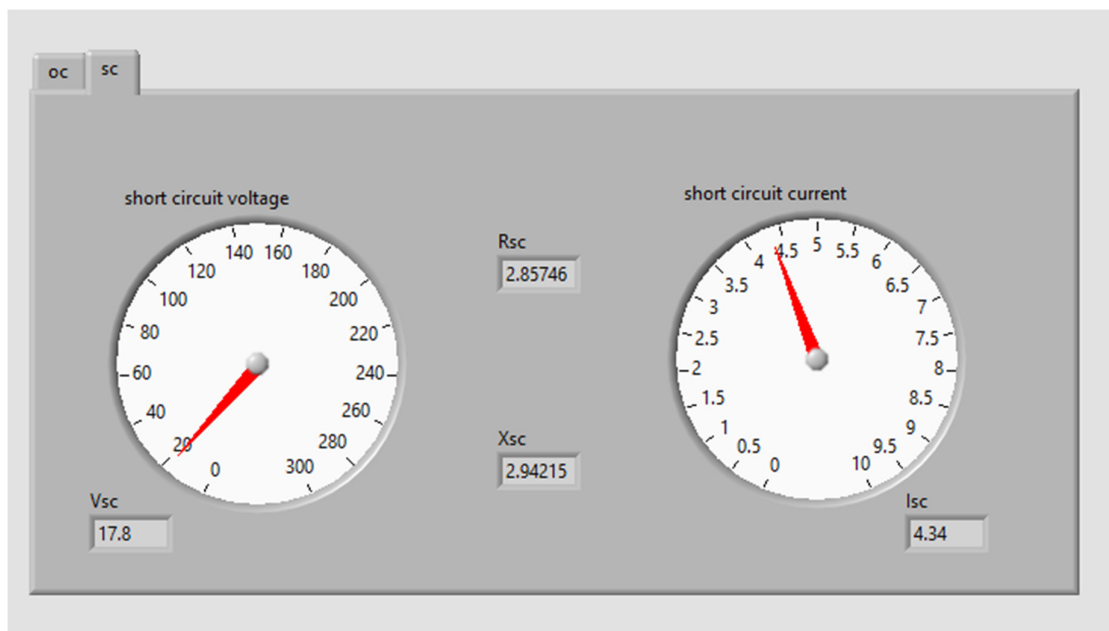 oc sc
short circuit voltage
0 20 40 60 80 100 120 140 160 180 200 220 240 260 280 300
Vsc
17.8
Rsc
2.85746
Xsc
2.94215
short circuit current
0 0.5 1 1.5 2 2.5 3 3.5 4 4.5 5 5.5 6 6.5 7 7.5 8 8.5 9 9.5 10
Isc
4.34